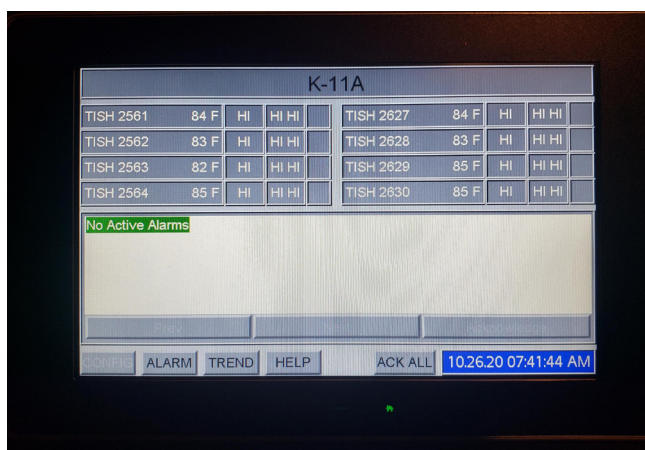 K-11A
TISH 2561 84 F HI HI HI TISH 2627 84 F HI HI HI
TISH 2562 83 F HI HI HI TISH 2628 83 F HI HI HI
TISH 2563 82 F HI HI HI TISH 2629 85 F HI HI HI
TISH 2564 85 F HI HI HI TISH 2630 85 F HI HI HI
No Active Alarms
Prev Acknowledge
CONFIG ALARM TREND HELP ACK ALL 10.26.20 07:41:44 AM